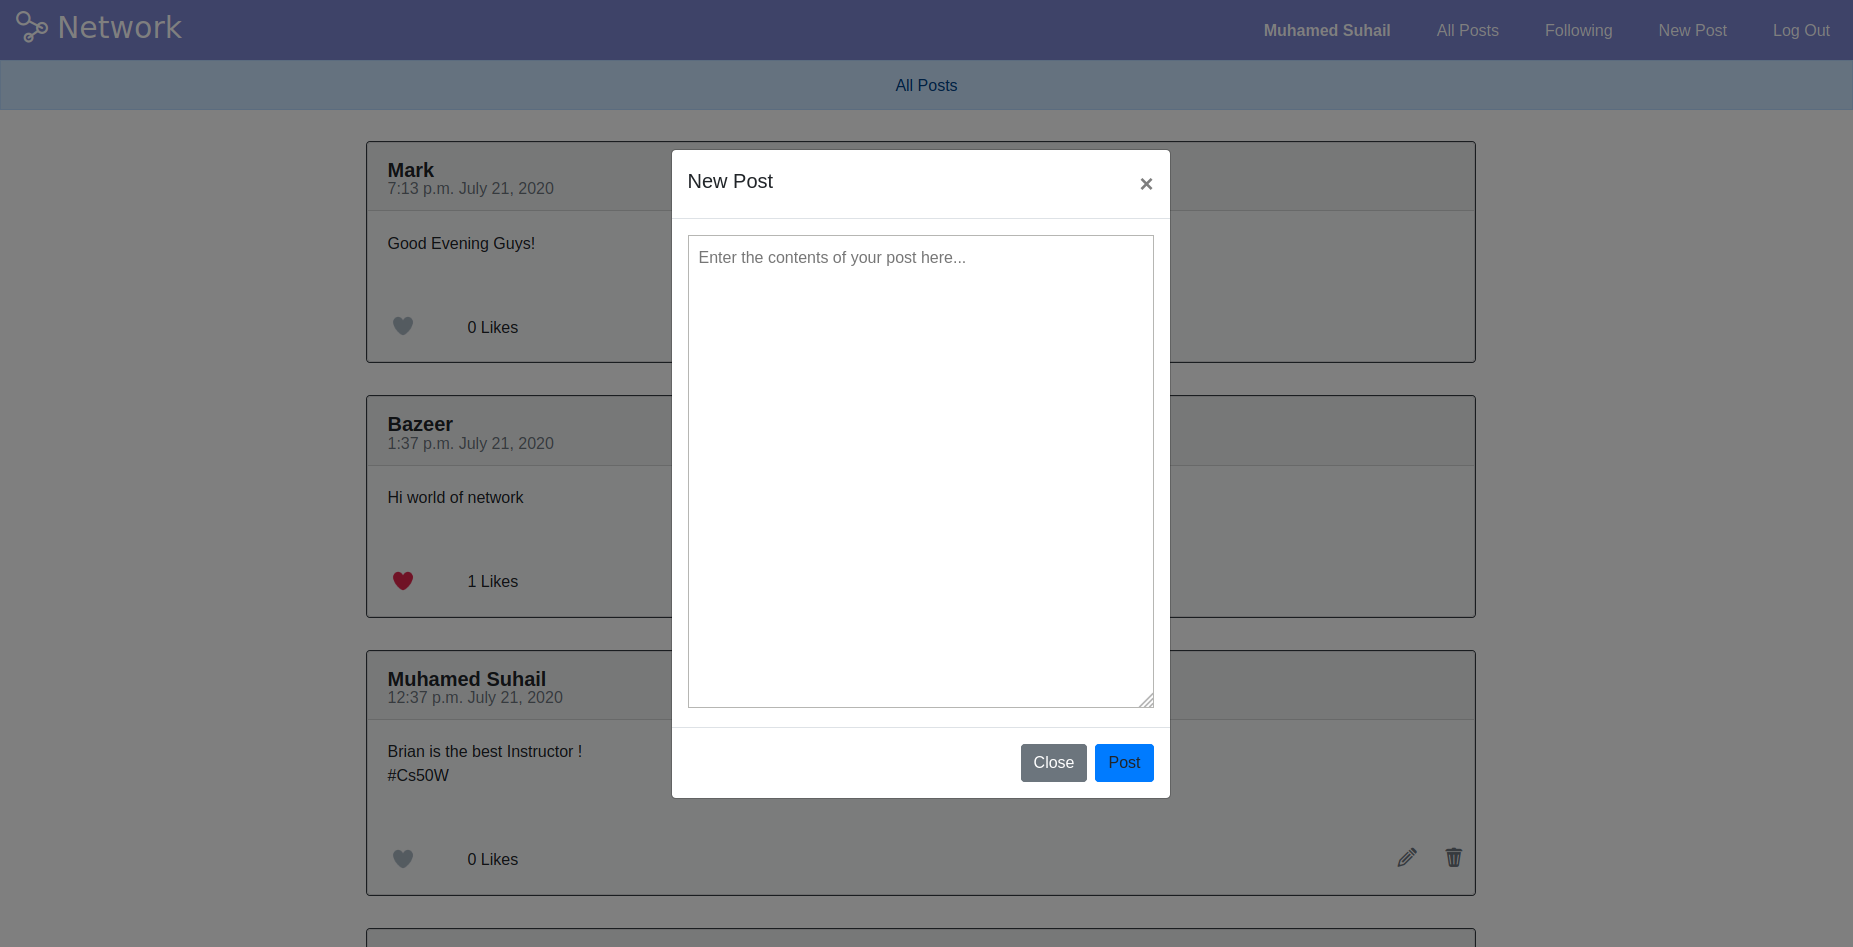 Network
Muhamed Suhail All Posts Following New Post Log Out
All Posts
Mark
7:13 p.m. July 21, 2020
Good Evening Guys!
0 Likes
Bazeer
1:37 p.m. July 21, 2020
Hi world of network
1 Likes
Muhamed Suhail
12:37 p.m. July 21, 2020
Brian is the best Instructor !
#Cs50W
0 Likes
New Post ×
Enter the contents of your post here...
Close Post